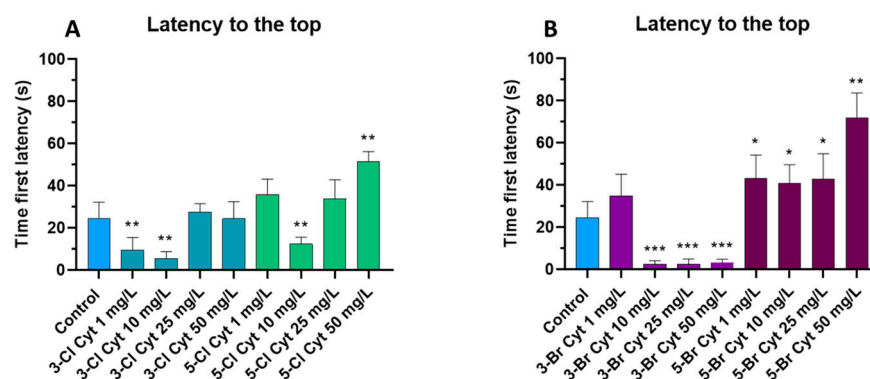 A
Latency to the top
Time first latency (s)
100
80
60
40
20
0
**
**
**
**
Control
3-Cl Cyt 1 mg/L
3-Cl Cyt 10 mg/L
3-Cl Cyt 25 mg/L
3-Cl Cyt 50 mg/L
5-Cl Cyt 1 mg/L
5-Cl Cyt 10 mg/L
5-Cl Cyt 25 mg/L
5-Cl Cyt 50 mg/L
B
Latency to the top
Time first latency (s)
100
80
60
40
20
0
***
***
***
*
*
*
**
Control
3-Br Cyt 1 mg/L
3-Br Cyt 10 mg/L
3-Br Cyt 25 mg/L
3-Br Cyt 50 mg/L
5-Br Cyt 1 mg/L
5-Br Cyt 10 mg/L
5-Br Cyt 25 mg/L
5-Br Cyt 50 mg/L